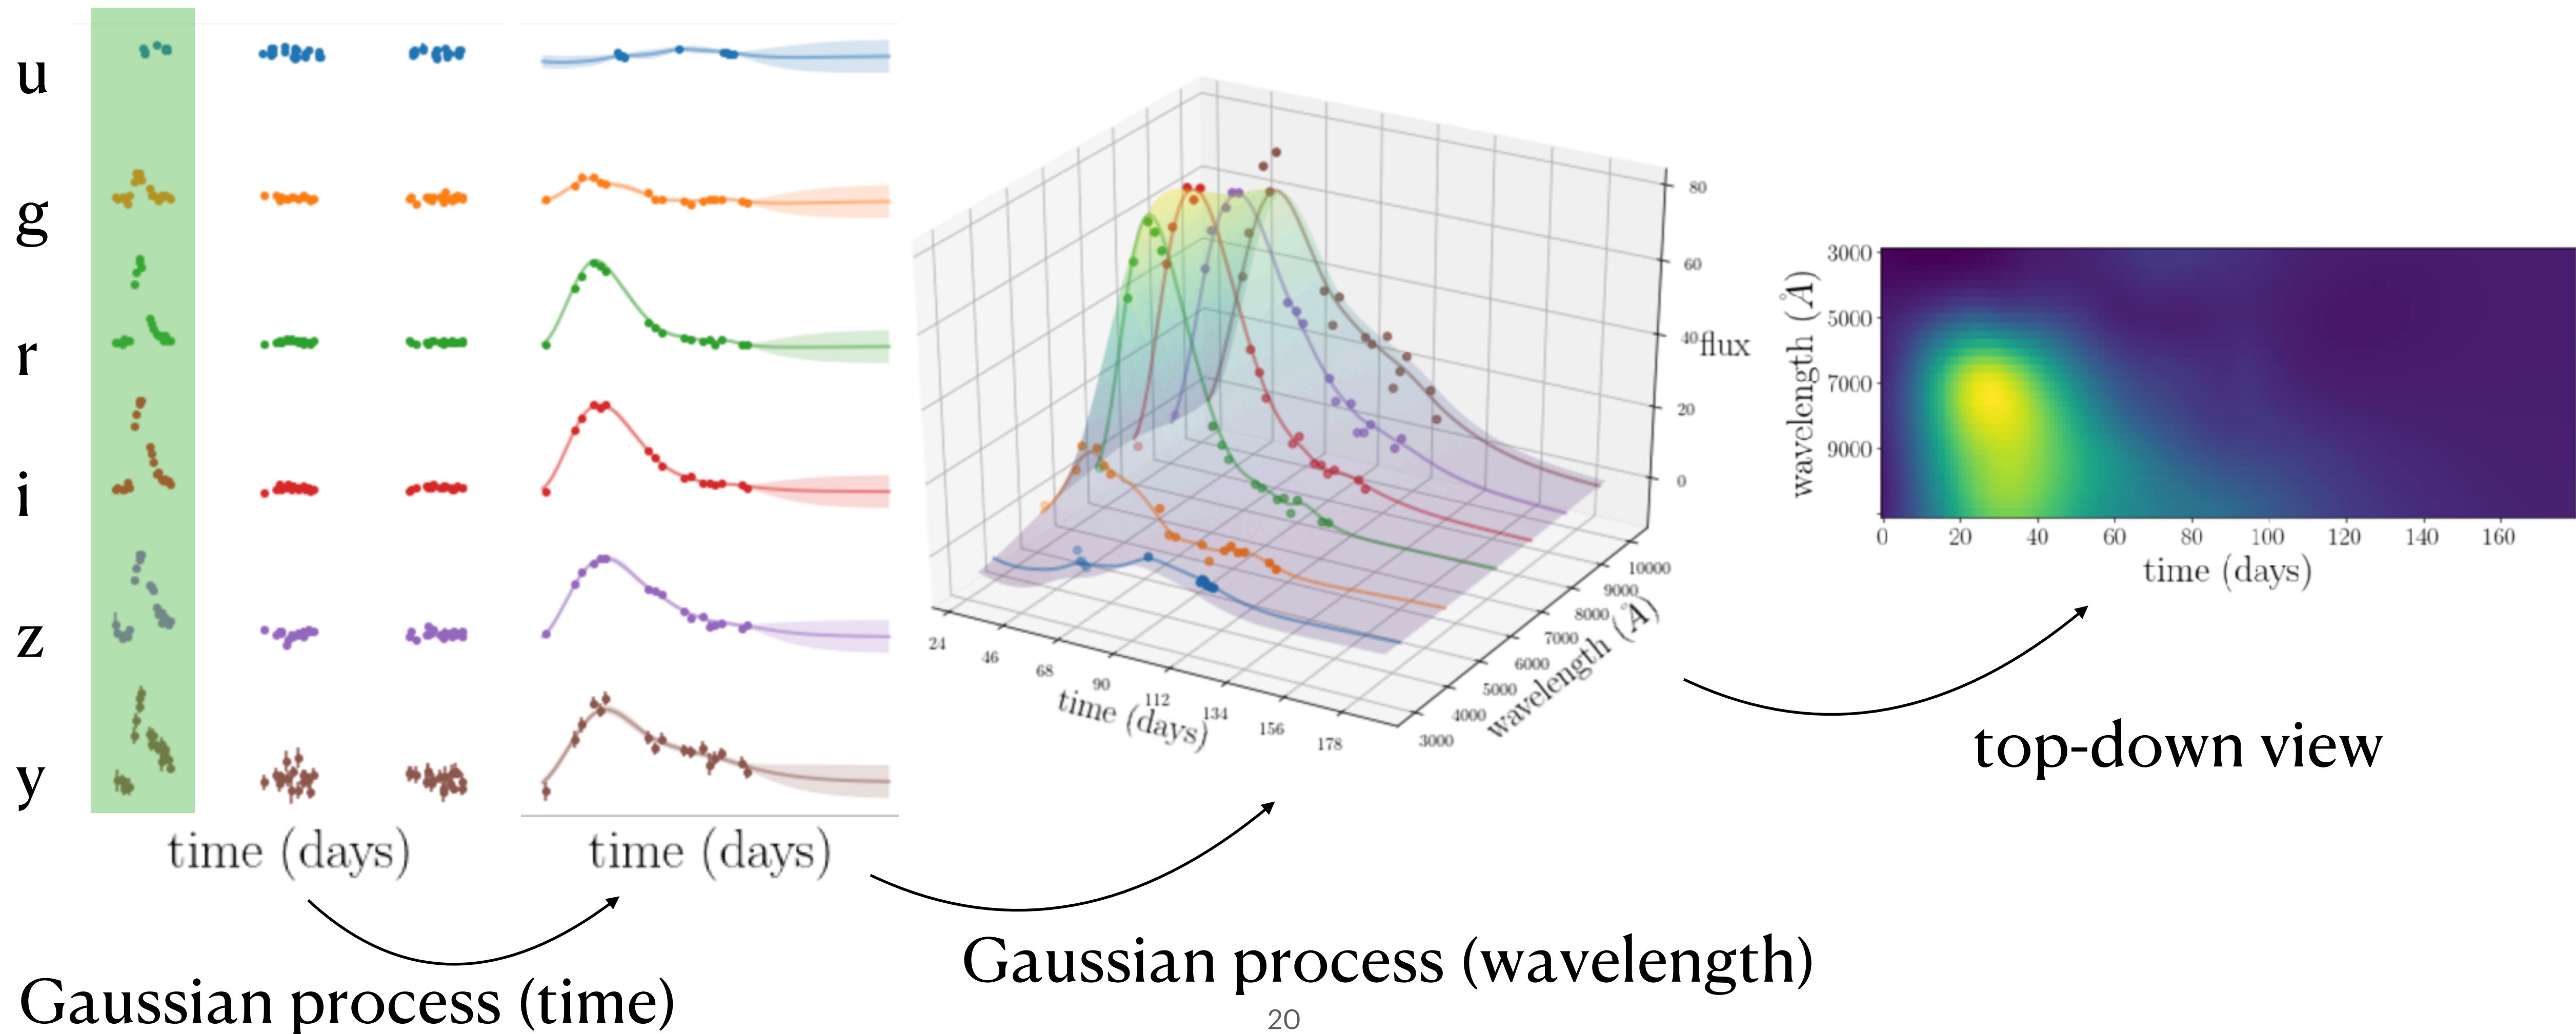 u
g
r
i
z
y
time (days)
time (days)
Gaussian process (time)
80
60
40
20
0
flux
24
46
68
90
112
134
156
178
time (days)
3000
4000
5000
6000
7000
8000
9000
10000
wavelength (Å)
Gaussian process (wavelength)
3000
5000
7000
9000
wavelength (Å)
0 20 40 60 80 100 120 140 160
time (days)
top-down view
20